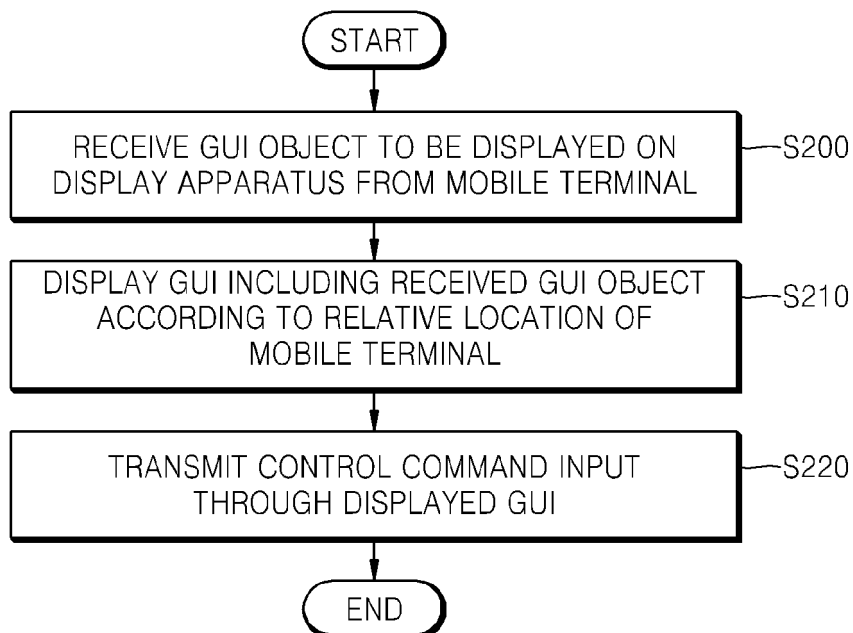 START
RECEIVE GUI OBJECT TO BE DISPLAYED ON
DISPLAY APPARATUS FROM MOBILE TERMINAL
S200
DISPLAY GUI INCLUDING RECEIVED GUI OBJECT
ACCORDING TO RELATIVE LOCATION OF
MOBILE TERMINAL
S210
TRANSMIT CONTROL COMMAND INPUT
THROUGH DISPLAYED GUI
S220
END